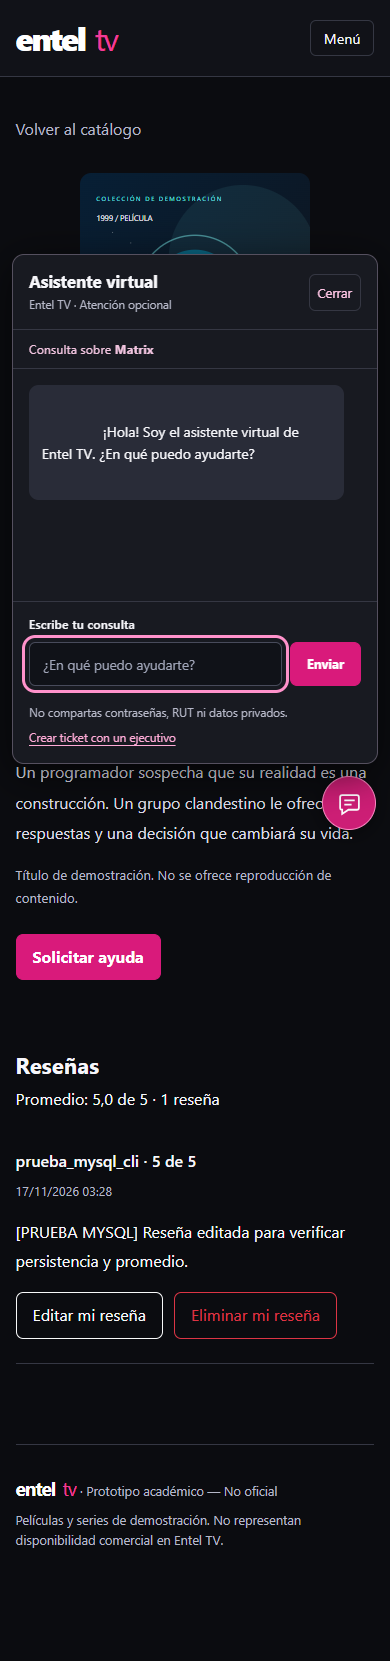 entel tv
Menú
Volver al catálogo
COLECCIÓN DE DEMOSTRACIÓN
1999 / PELÍCULA
Asistente virtual
Entel TV · Atención opcional
Cerrar
Consulta sobre Matrix
¡Hola! Soy el asistente virtual de
Entel TV. ¿En qué puedo ayudarte?
Escribe tu consulta
¿En qué puedo ayudarte?
Enviar
No compartas contraseñas, RUT ni datos privados.
Crear ticket con un ejecutivo
Un programador sospecha que su realidad es una
construcción. Un grupo clandestino le ofrec
respuestas y una decisión que cambiará su vida.
Título de demostración. No se ofrece reproducción de
contenido.
Solicitar ayuda
Reseñas
Promedio: 5,0 de 5 · 1 reseña
prueba_mysql_cli · 5 de 5
17/11/2026 03:28
[PRUEBA MYSQL] Reseña editada para verificar
persistencia y promedio.
Editar mi reseña
Eliminar mi reseña
entel tv · Prototipo académico — No oficial
Películas y series de demostración. No representan
disponibilidad comercial en Entel TV.